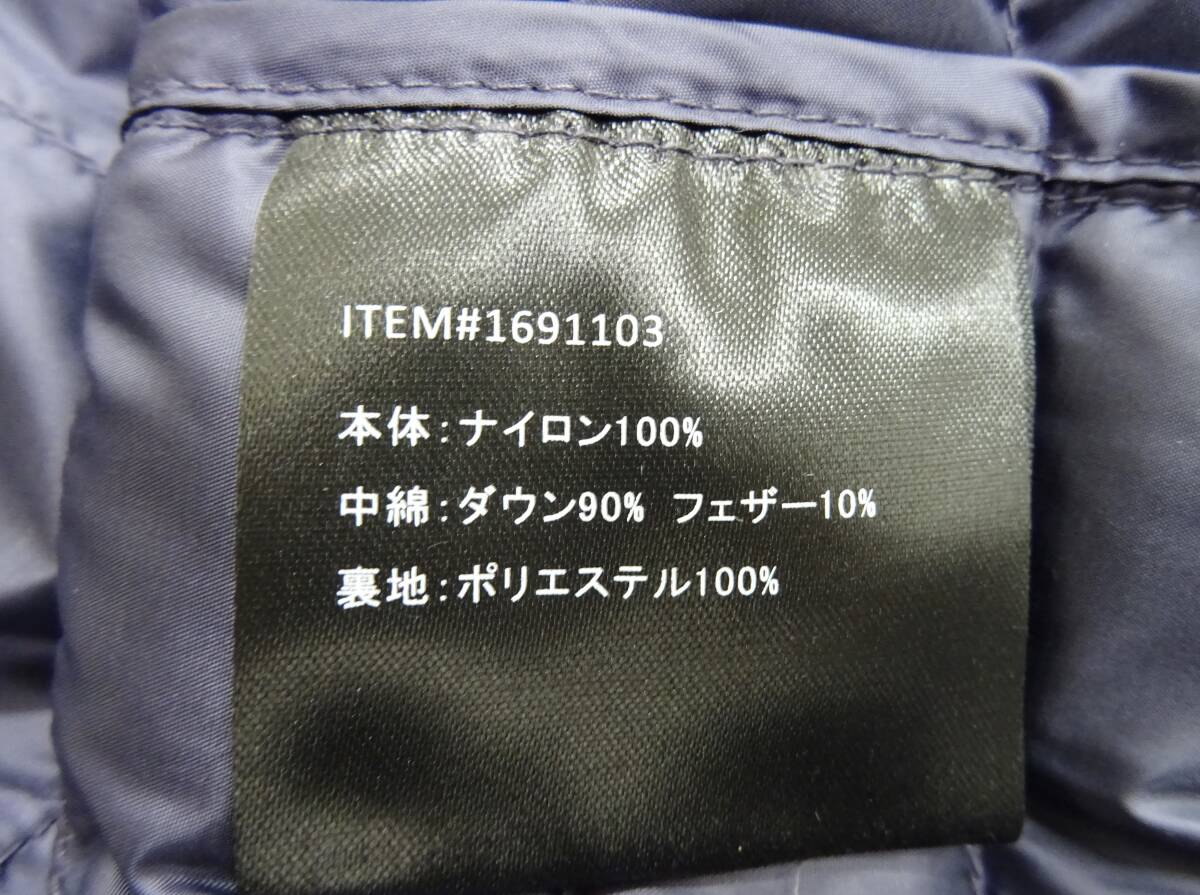 ITEM#1691103
本体:ナイロン100%
中綿:ダウン90% フェザー10%
裏地:ポリエステル100%